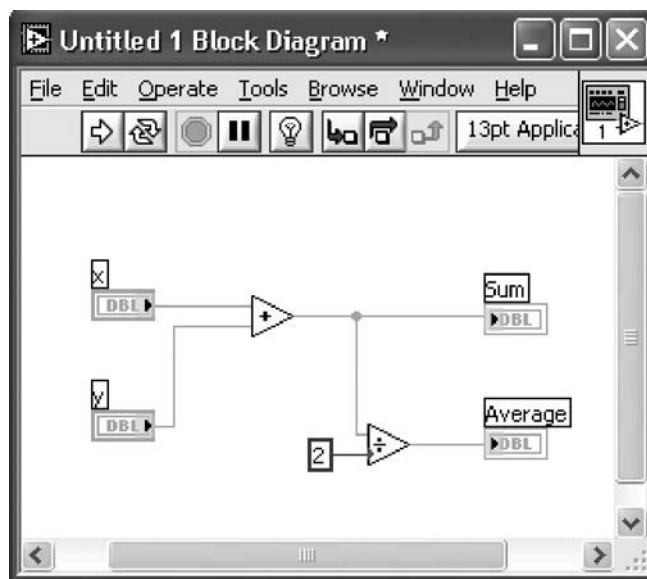 Untitled 1 Block Diagram *
File Edit Operate Tools Browse Window Help
13pt Applica
1
x
DBL
+
Sum
DBL
y
DBL
Average
2
÷
DBL